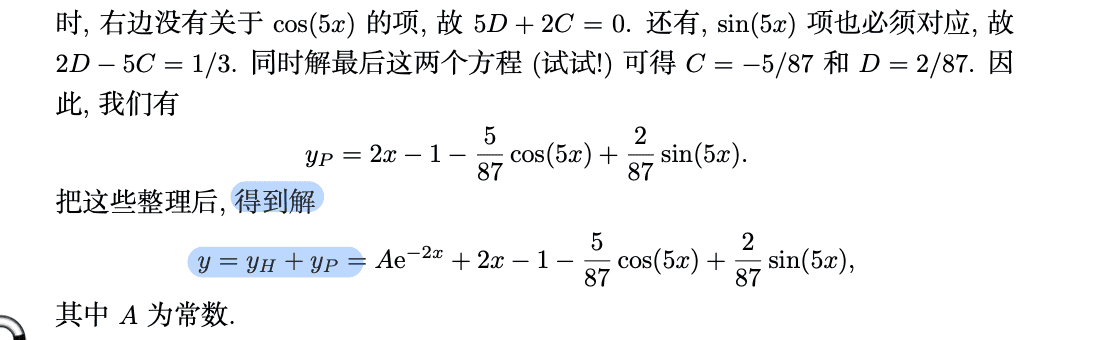 时, 右边没有关于 cos(5x) 的项, 故 5D + 2C = 0. 还有, sin(5x) 项也必须对应, 故
2D − 5C = 1/3. 同时解最后这两个方程 (试试!) 可得 C = −5/87 和 D = 2/87. 因
此, 我们有
y_P = 2x − 1 − \frac{5}{87} cos(5x) + \frac{2}{87} sin(5x).
把这些整理后, 得到解
y = y_H + y_P = Ae^{−2x} + 2x − 1 − \frac{5}{87} cos(5x) + \frac{2}{87} sin(5x),
其中 A 为常数.